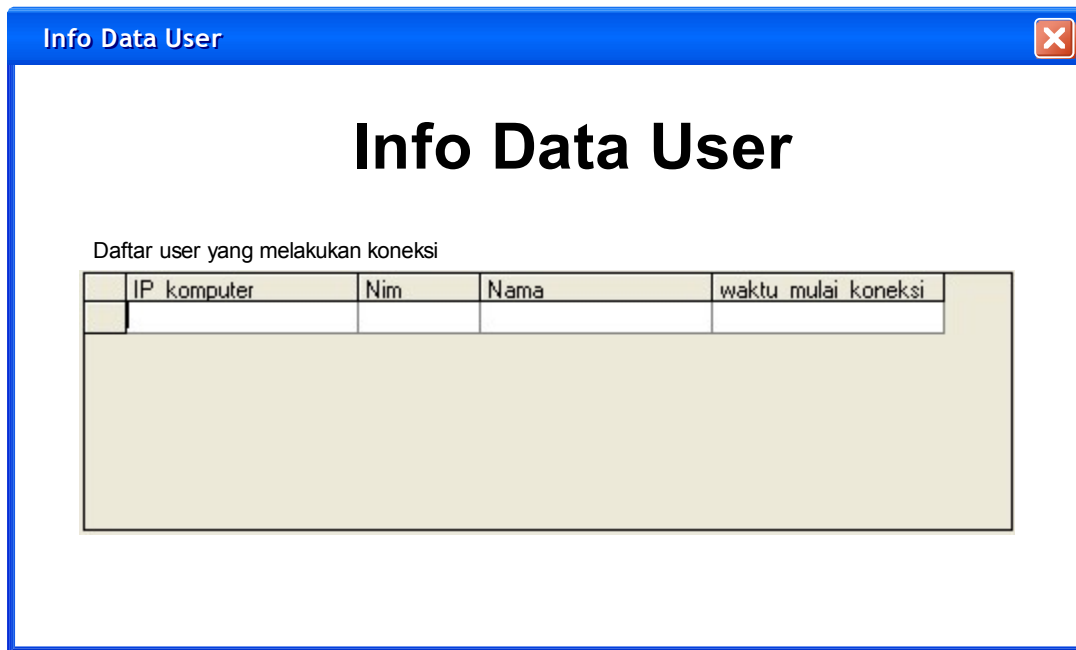 Info Data User
Info Data User
Daftar user yang melakukan koneksi
IP komputer Nim Nama waktu mulai koneksi